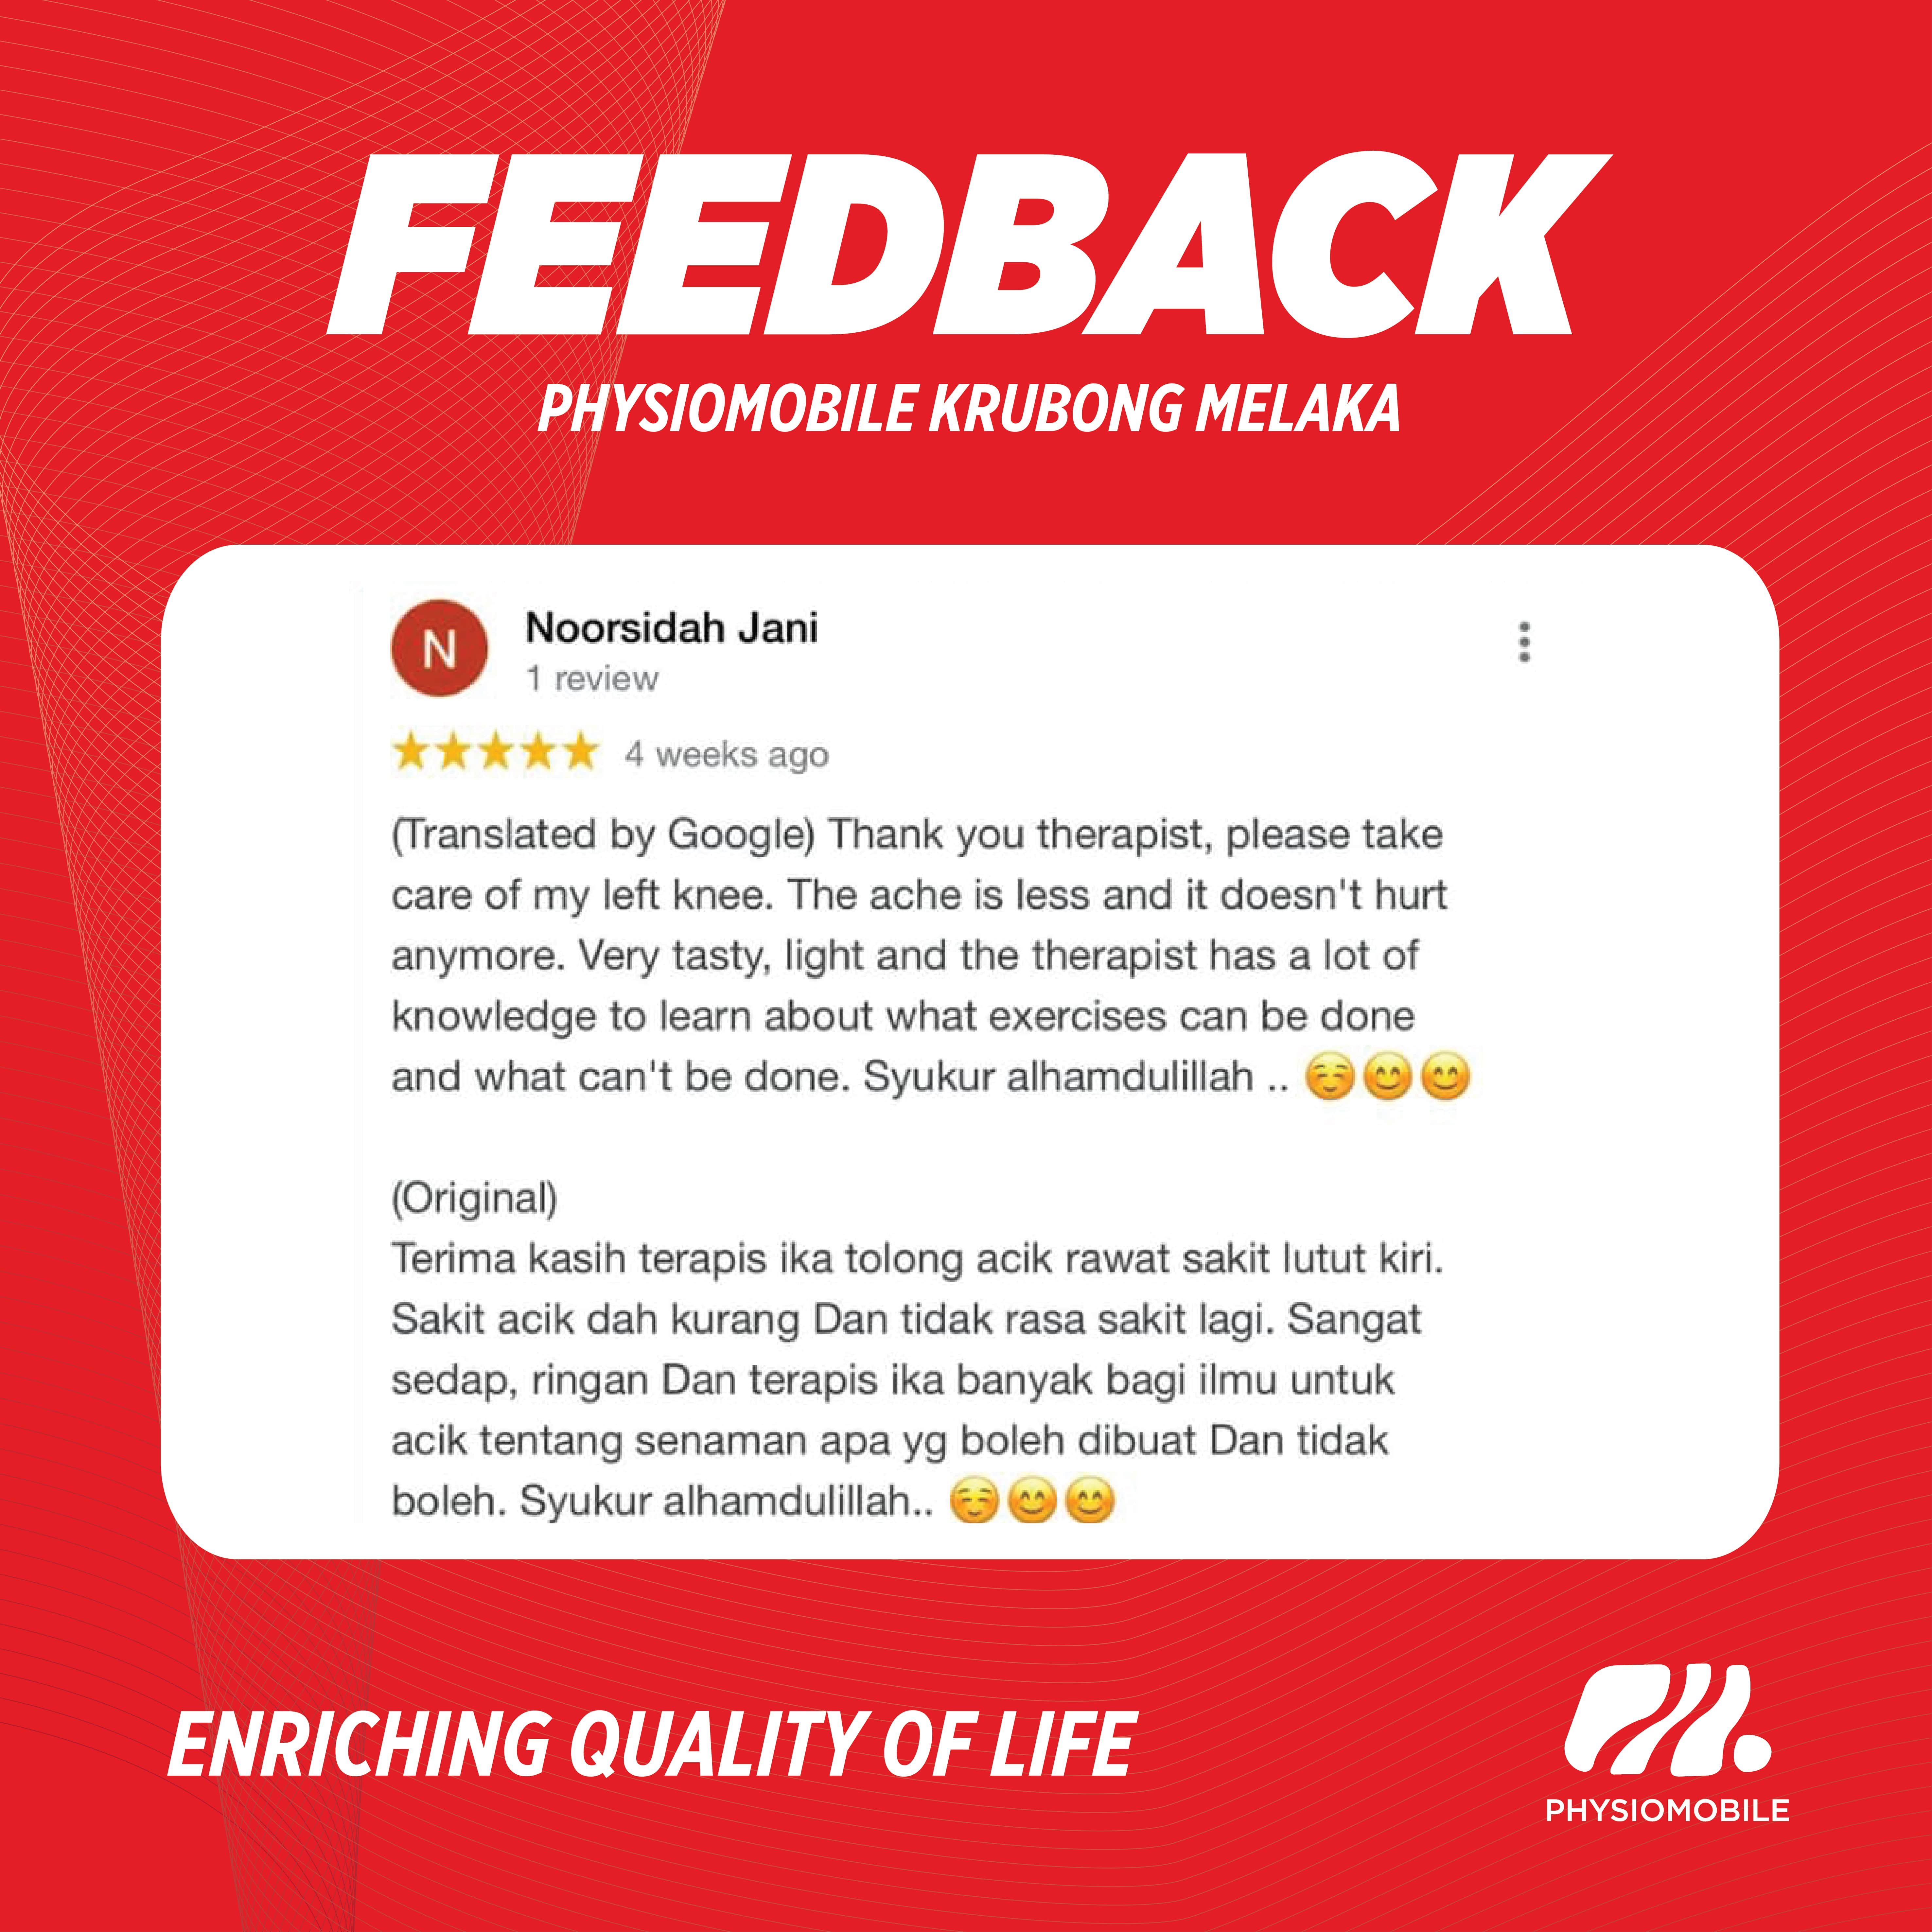 FEEDBACK
PHYSIOMOBILE KRUBONG MELAKA
N
Noorsidah Jani
1 review
4 weeks ago
(Translated by Google) Thank you therapist, please take
care of my left knee. The ache is less and it doesn't hurt
anymore. Very tasty, light and the therapist has a lot of
knowledge to learn about what exercises can be done
and what can't be done. Syukur alhamdulillah .. ☺️😊😊
(Original)
Terima kasih terapis ika tolong acik rawat sakit lutut kiri.
Sakit acik dah kurang Dan tidak rasa sakit lagi. Sangat
sedap, ringan Dan terapis ika banyak bagi ilmu untuk
acik tentang senaman apa yg boleh dibuat Dan tidak
boleh. Syukur alhamdulillah.. ☺️😊😊
ENRICHING QUALITY OF LIFE
PHYSIOMOBILE